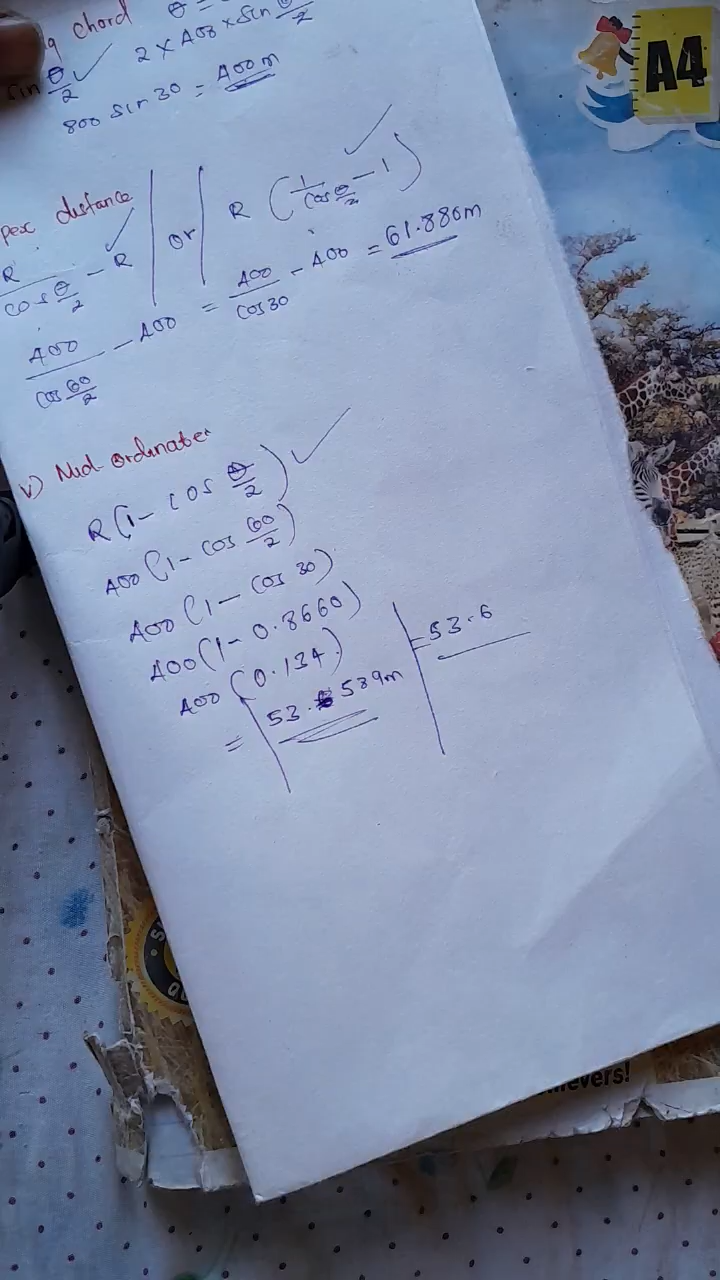 g chord θ =
sin θ/2 ✓ 2 × 400 × sin θ/2
800 sin 30 = 400m
pex distance
R/cos θ/2 - R ✓ or R (1/cos θ/2 - 1) ✓
400/cos 60/2 - 400 = 400/cos 30 - 400 = 61.880m
v) Mid-ordinate
R(1 - cos θ/2) ✓
400(1 - cos 60/2)
400(1 - cos 30)
400(1 - 0.8660)
400(0.134)
= 53.589m
= 53.6
A4
evers!